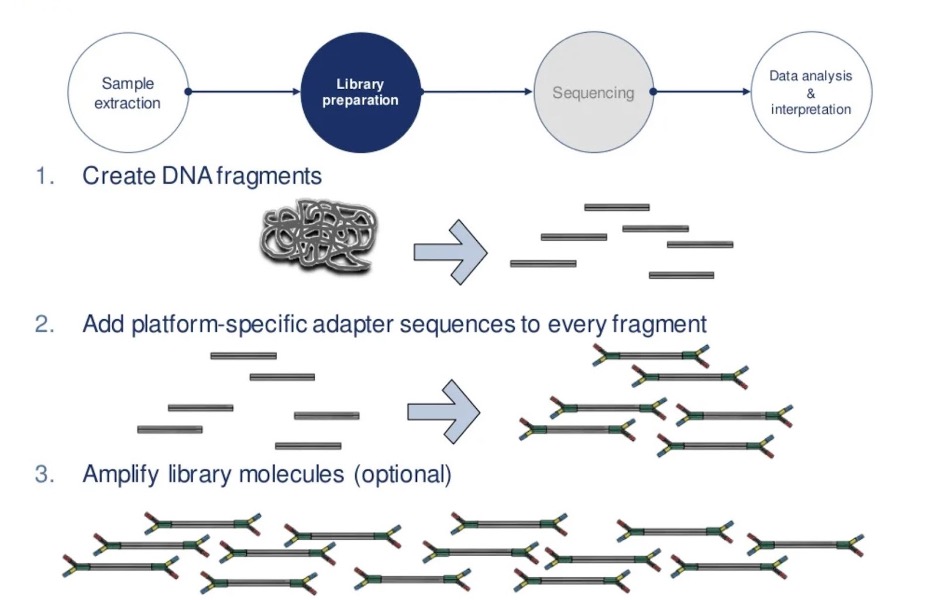 Sample
extraction
Library
preparation
Sequencing
Data analysis
&
interpretation
1. Create DNA fragments
2. Add platform-specific adapter sequences to every fragment
3. Amplify library molecules (optional)